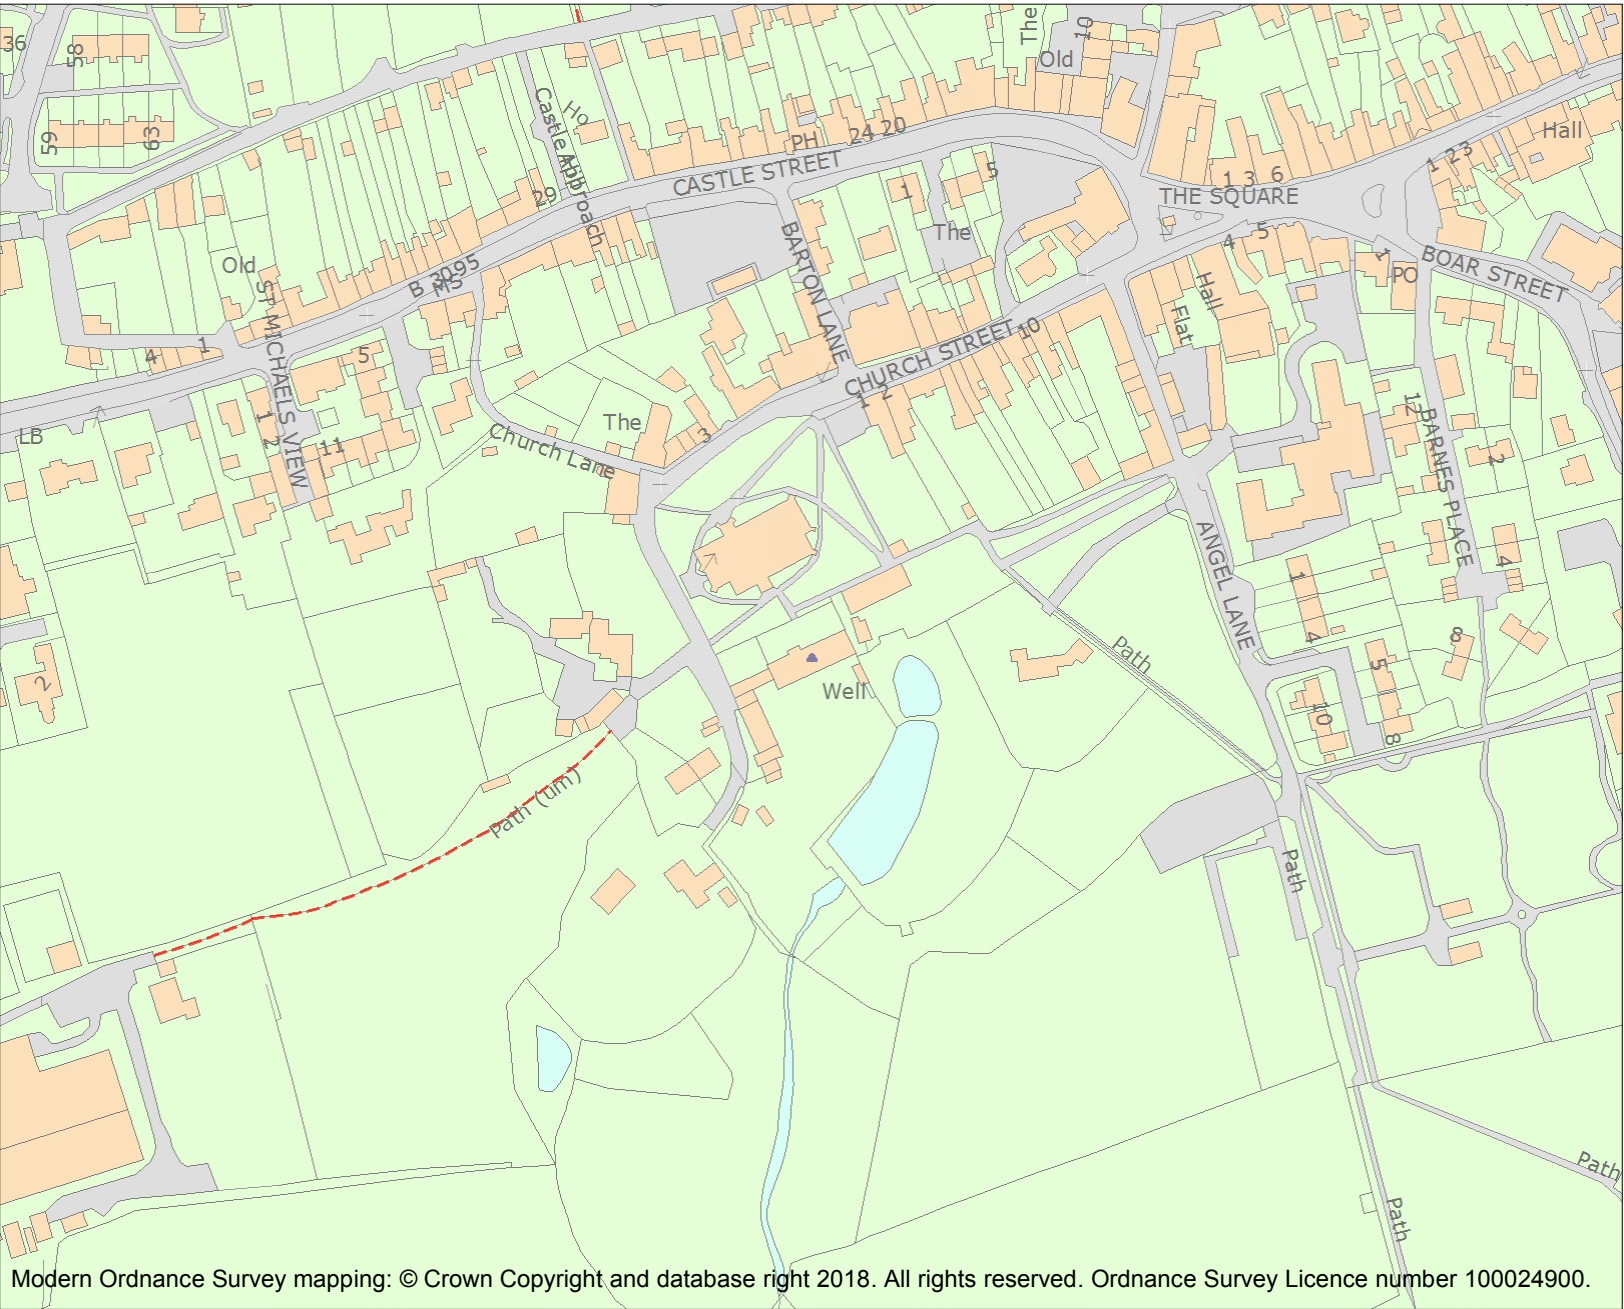 36
58
59
63
Ho
Castle Approach
The
Old
10
PH
24 20
CASTLE STREET
29
1
5
The
BARTON LANE
THE SQUARE
1 3 6
4 5
1 2 3
Hall
1
PO
BOAR STREET
Old
B 3095
MS
ST MICHAELS VIEW
4 1
5
1
2
11
LB
CHURCH STREET
10
1 2
Hall
Flat
The
3
Church Lane
12
BARNES PLACE
2
4
8
ANGEL LANE
1
4
5
8
10
Path
Well
2
Path (um)
Path
Path
Path
Modern Ordnance Survey mapping: © Crown Copyright and database right 2018. All rights reserved. Ordnance Survey Licence number 100024900.